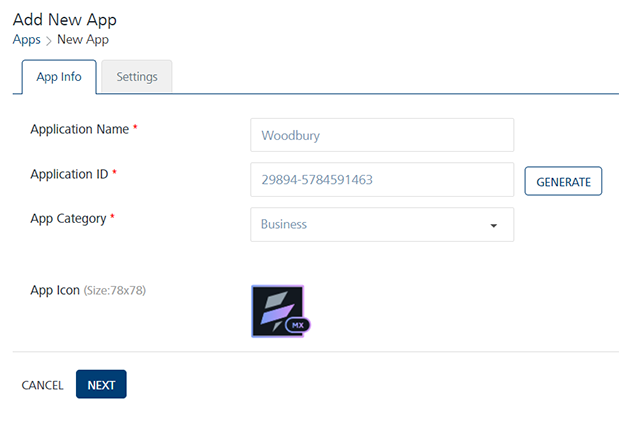 Add New App
Apps > New App
App Info Settings
Application Name *
Woodbury
Application ID *
29894-5784591463
GENERATE
App Category *
Business
App Icon (Size:78x78)
MX
CANCEL NEXT